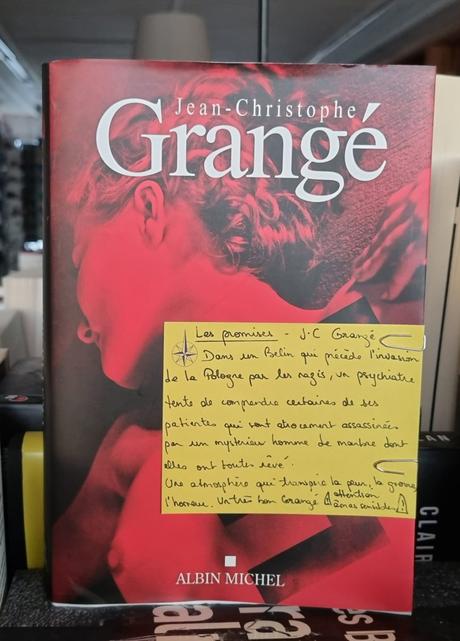 Jean-Christophe
Grangé
Les promises - J.C Grangé
Dans un Belin qui précède l'invasion
de la Pologne par les nazis, un psychiatre
tente de comprendre certaines de ses
patientes qui sont atrocement assassinées
par un mystérieux homme de marbre dont
elles ont toutes rêvé.
Une atmosphère qui transpire la peur, la
l'horreur. Un très bon Grangé ! attention
âmes sensibles !
ALBIN MICHEL
AN
CLAIR